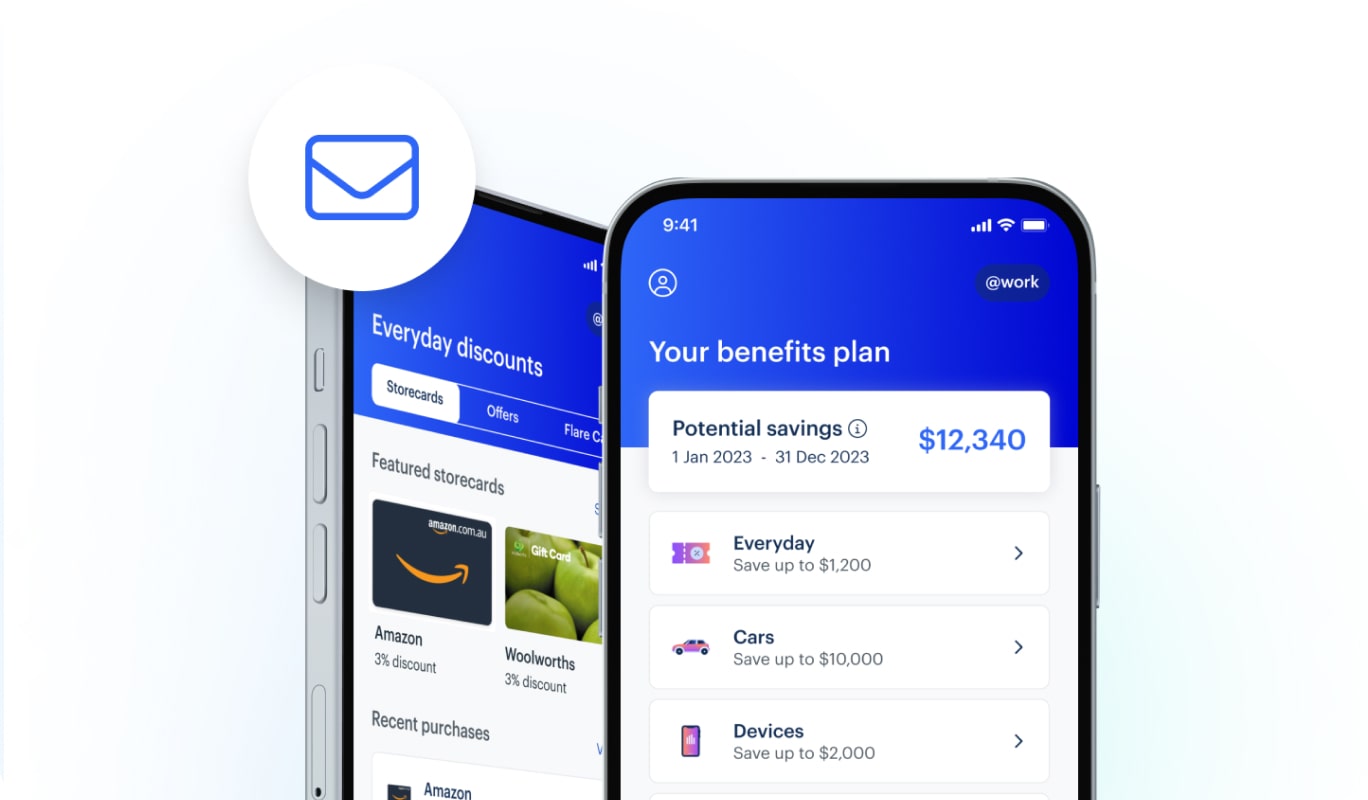 Everyday discounts
Storecards
Offers
Flare
Featured storecards
amazon.com.au
Gift Card
Amazon
3% discount
Woolworths
3% discount
Recent purchases
Amazon
9:41
@work
Your benefits plan
Potential savings
$12,340
1 Jan 2023 - 31 Dec 2023
Everyday
Save up to $1,200
Cars
Save up to $10,000
Devices
Save up to $2,000